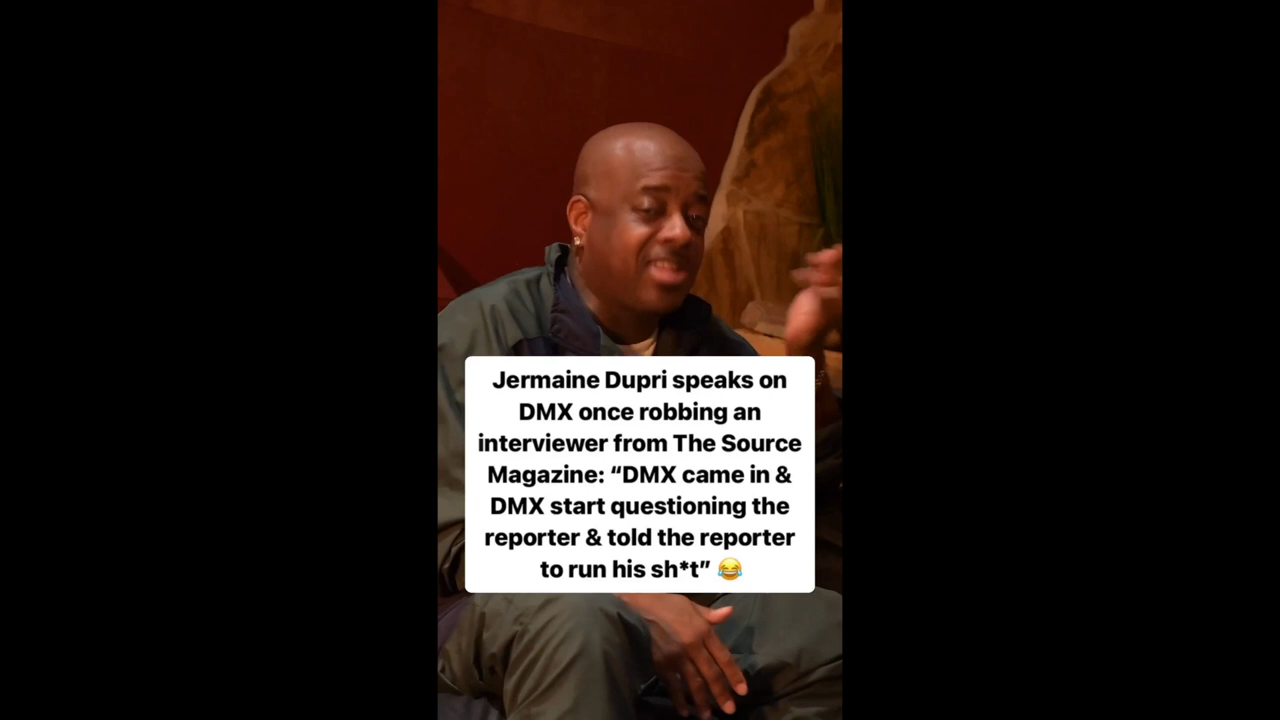 Jermaine Dupri speaks on
DMX once robbing an
interviewer from The Source
Magazine: “DMX came in &
DMX start questioning the
reporter & told the reporter
to run his sh*t” 😂